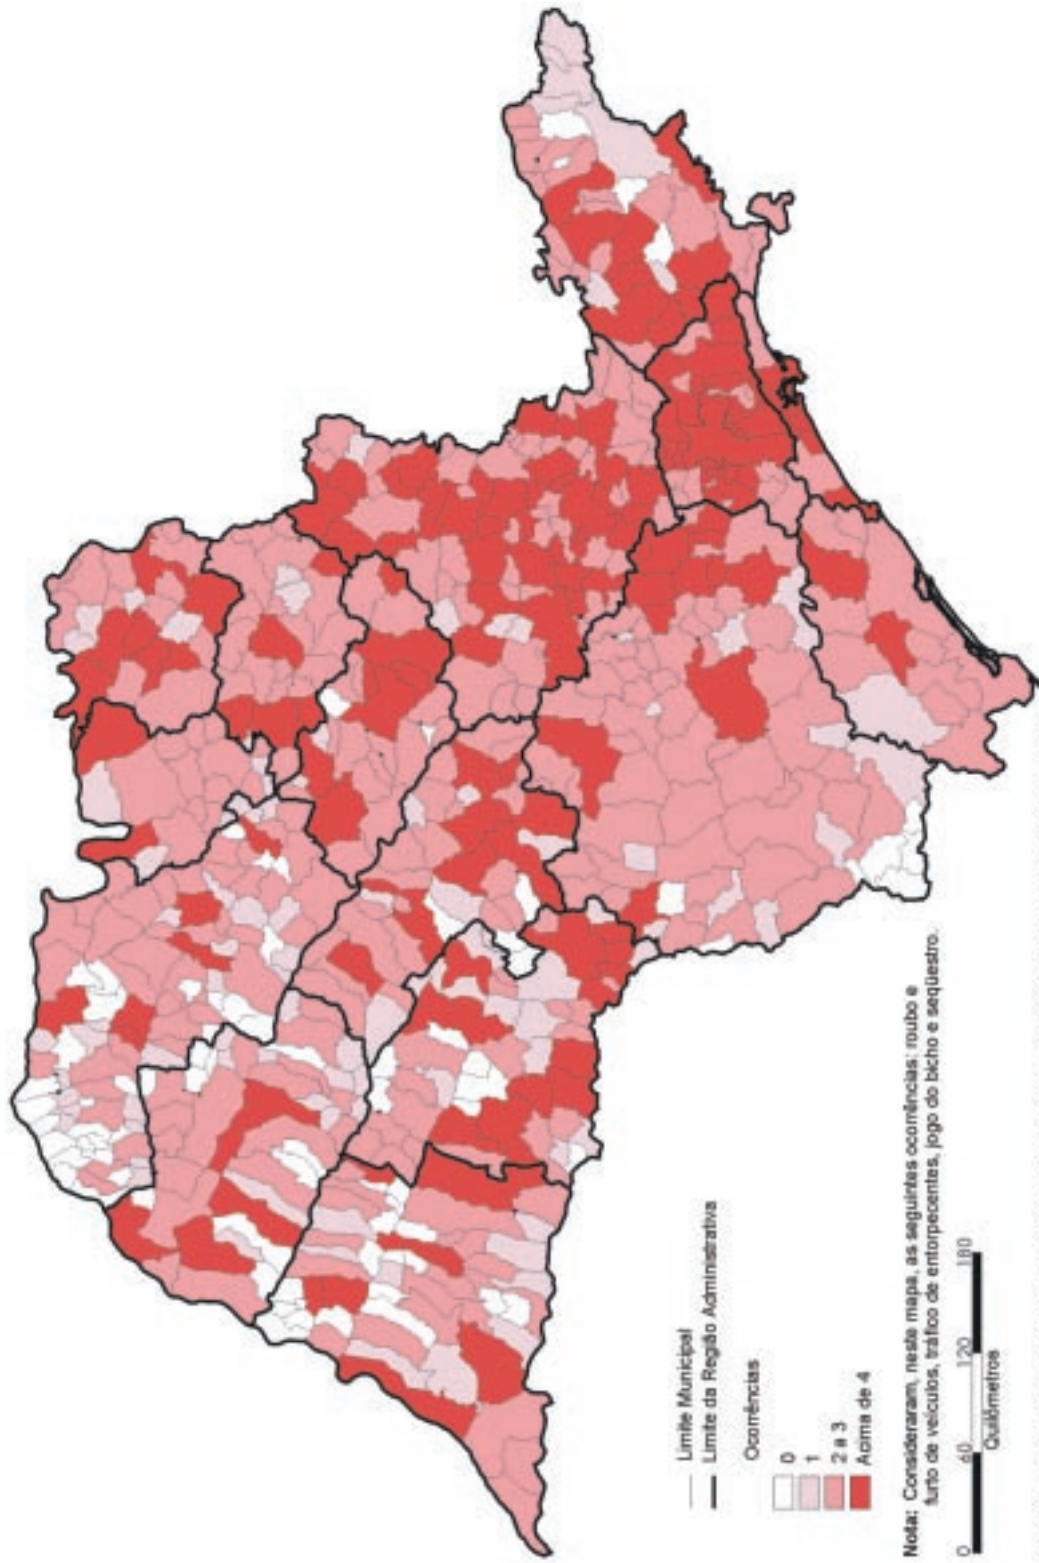 Limite Municipal
Limite da Região Administrativa
Ocorrências
0
1
2 a 3
Acima de 4
Nota: Consideraram, neste mapa, as seguintes ocorrências: roubo e
furto de veículos, tráfico de entorpecentes, jogo do bicho e seqüestro.
0 60 120 180
Quilômetros